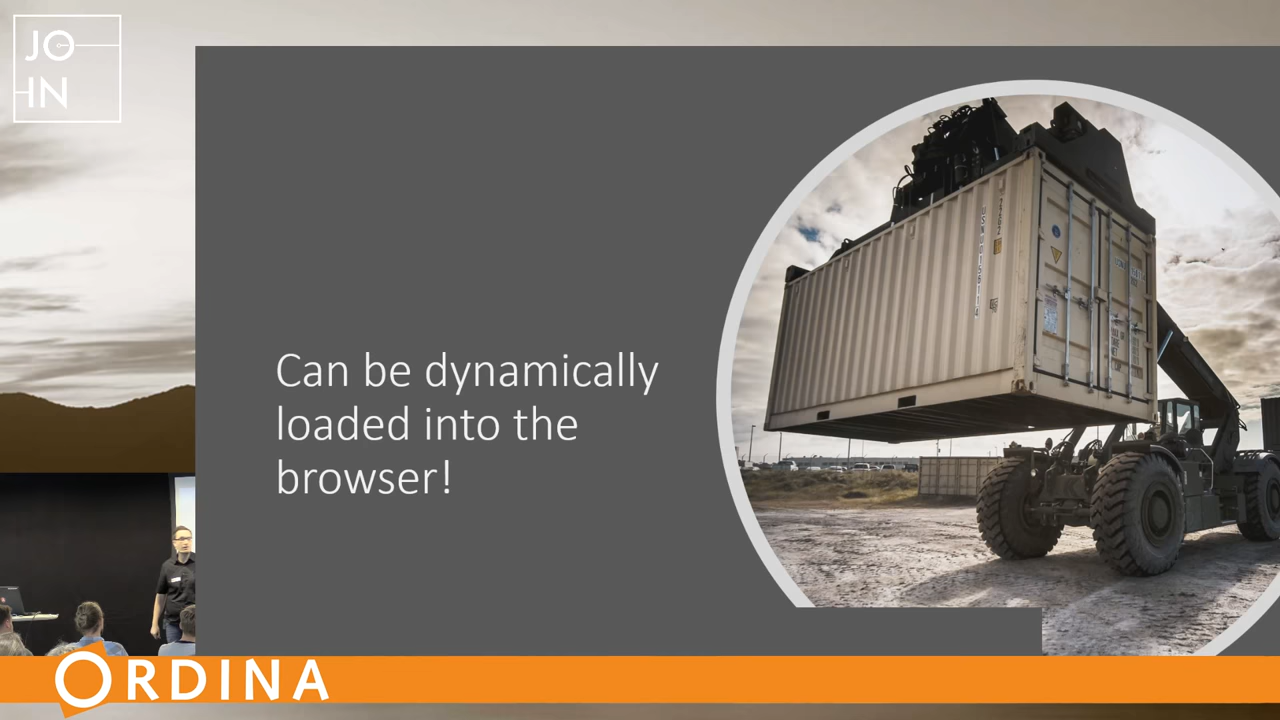 JO
IN
Can be dynamically
loaded into the
browser!
ORDINA